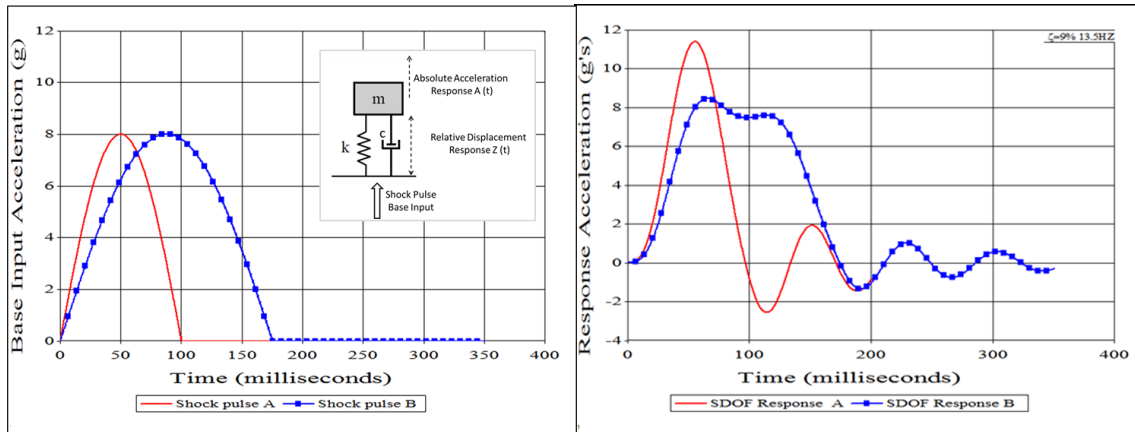 Base Input Acceleration (g)
12
10
8
6
4
2
0
0 50 100 150 200 250 300 350 400
Time (milliseconds)
Shock pulse A Shock pulse B
m
k
c
Absolute Acceleration
Response A (t)
Relative Displacement
Response Z (t)
Shock Pulse
Base Input
Response Acceleration (g's)
12
10
8
6
4
2
0
-2
-4
0 100 200 300 400
Time (milliseconds)
ζ=9% 13.5HZ
SDOF Response A SDOF Response B